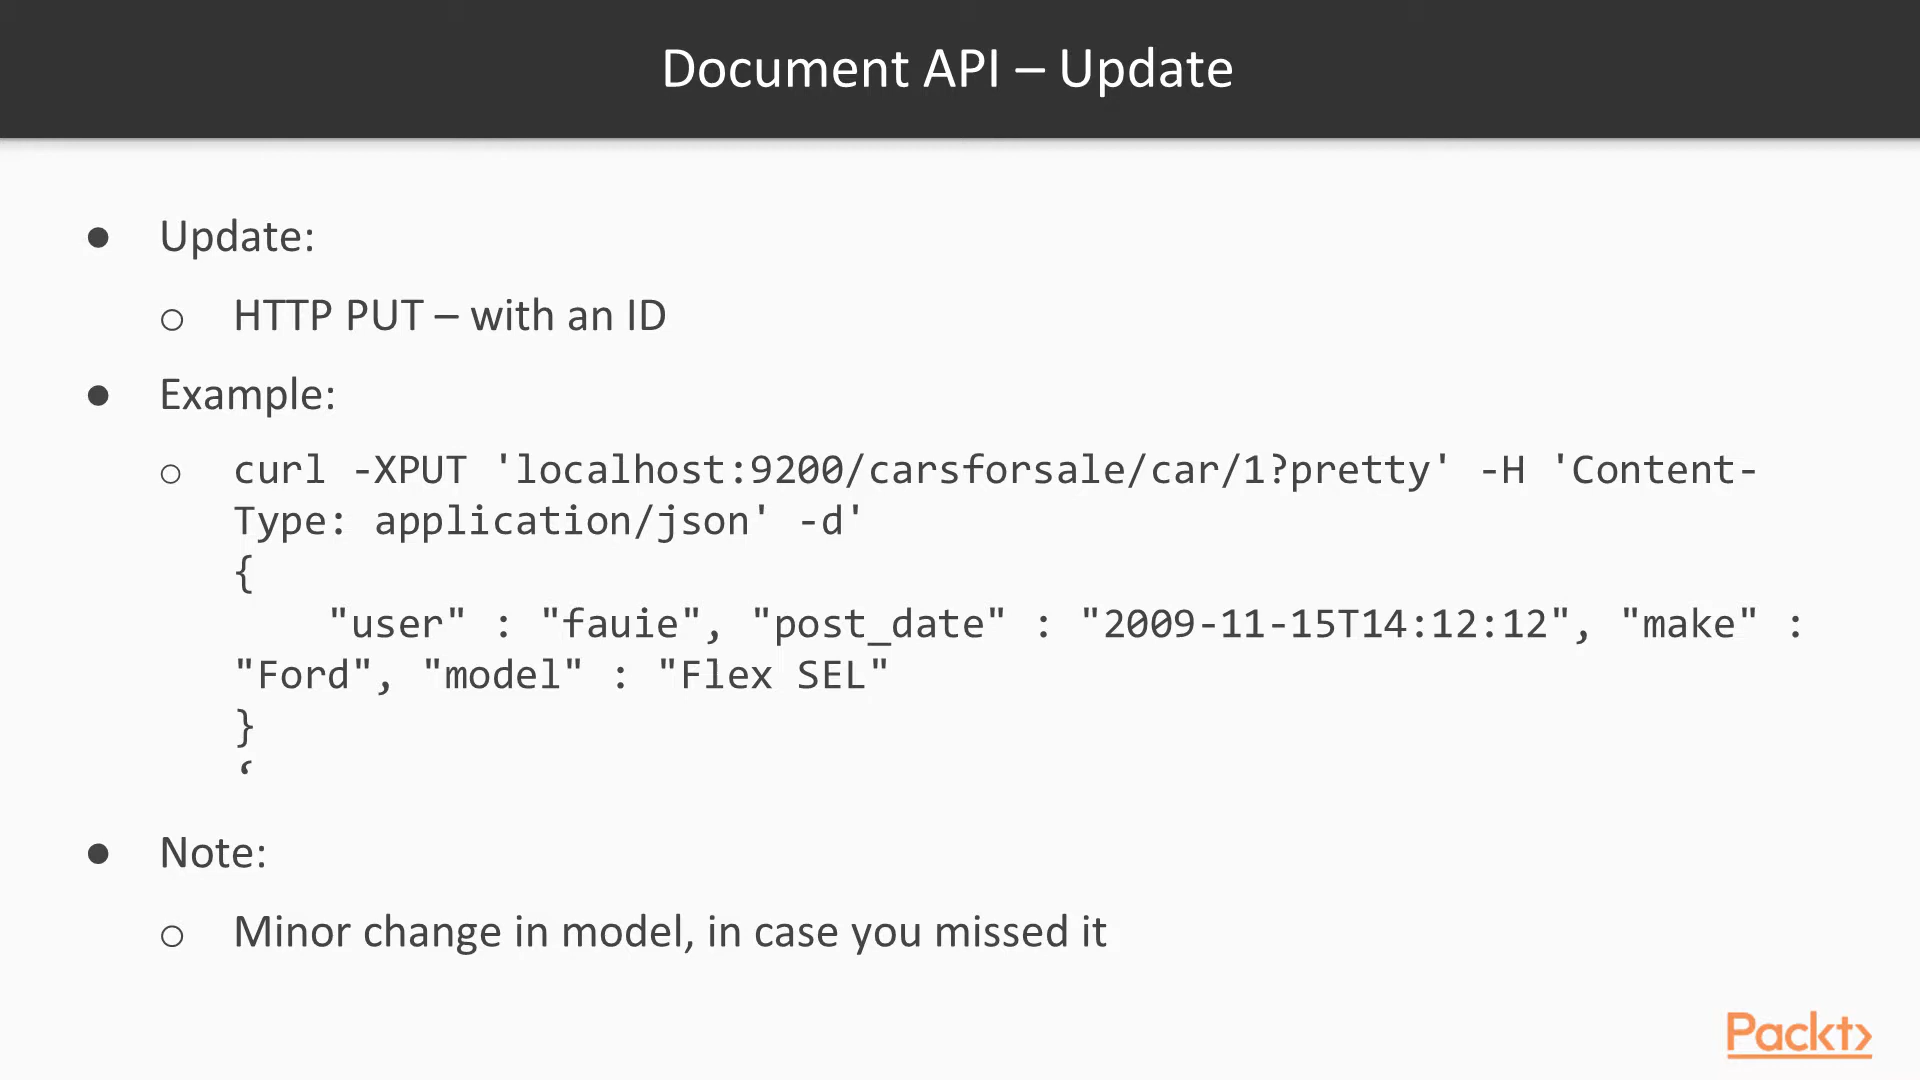 Document API – Update
● Update:
○ HTTP PUT – with an ID
● Example:
○ curl -XPUT 'localhost:9200/carsforsale/car/1?pretty' -H 'Content-
Type: application/json' -d'
{
"user" : "fauie", "post_date" : "2009-11-15T14:12:12", "make" :
"Ford", "model" : "Flex SEL"
}
‘
● Note:
○ Minor change in model, in case you missed it
Packt>